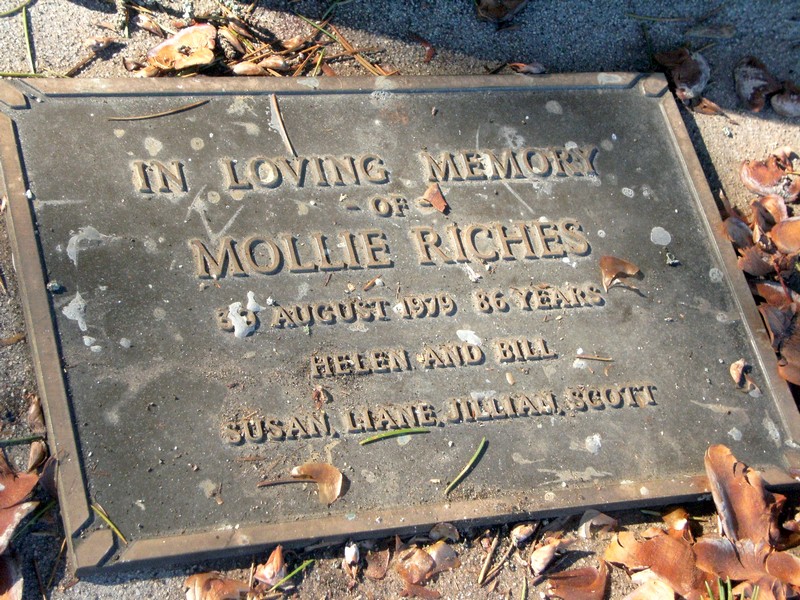 IN LOVING MEMORY
- OF -
MOLLIE RICHES
AUGUST 1979 86 YEARS
HELEN AND BILL
SUSAN, LIANE, JILLIAN, SCOTT